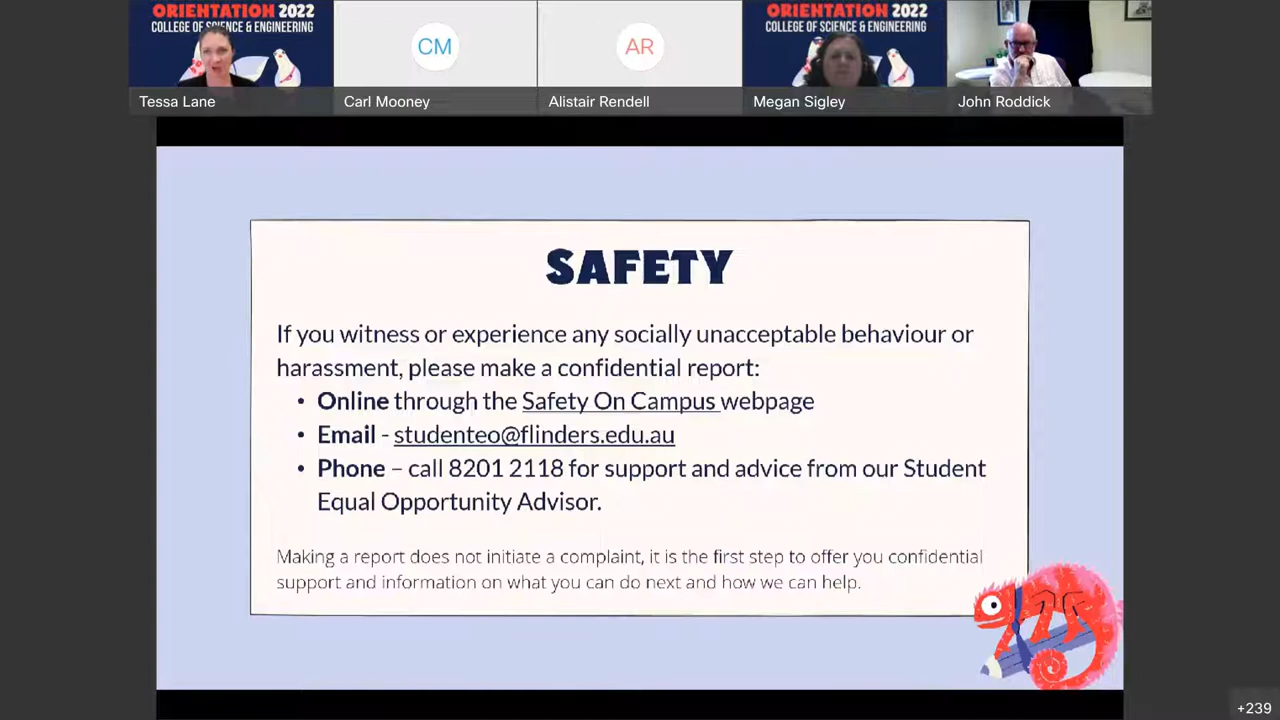 ORIENTATION 2022
COLLEGE OF SCIENCE & ENGINEERING
CM
AR
ORIENTATION 2022
COLLEGE OF SCIENCE & ENGINEERING
Tessa Lane
Carl Mooney
Alistair Rendell
Megan Sigley
John Roddick
SAFETY
If you witness or experience any socially unacceptable behaviour or
harassment, please make a confidential report:
• Online through the Safety On Campus webpage
• Email - studenteo@flinders.edu.au
• Phone – call 8201 2118 for support and advice from our Student
Equal Opportunity Advisor.
Making a report does not initiate a complaint, it is the first step to offer you confidential
support and information on what you can do next and how we can help.
+239